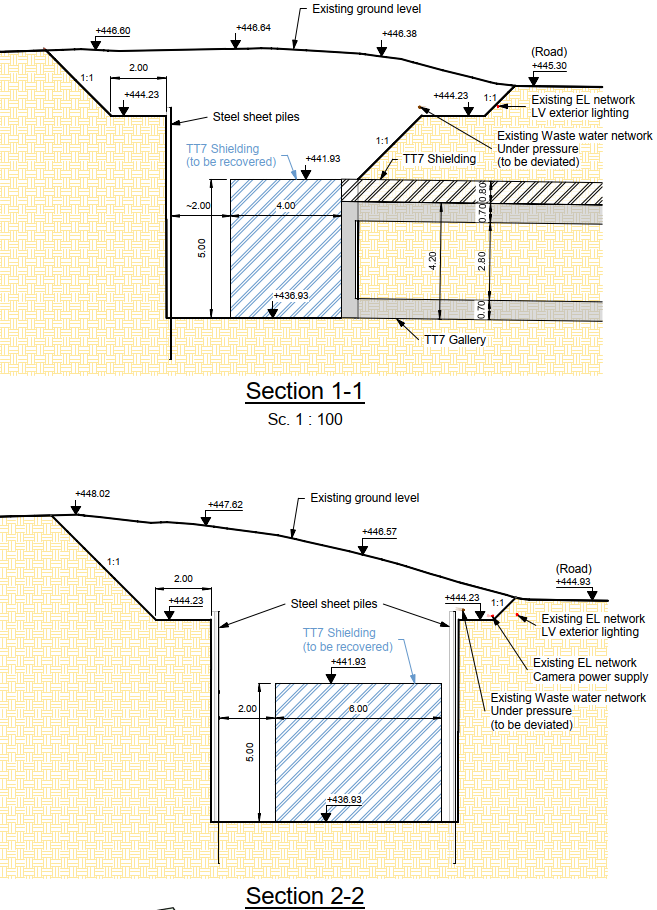 Existing ground level
+446.60
+446.64
+446.38
(Road)
+445.30
1:1
2.00
+444.23
Steel sheet piles
+444.23
1:1
Existing EL network
LV exterior lighting
Existing Waste water network
Under pressure
(to be deviated)
1:1
TT7 Shielding
(to be recovered)
+441.93
TT7 Shielding
~2.00
4.00
5.00
0.80
0.70
4.20
2.80
0.70
+436.93
TT7 Gallery
Section 1-1
Sc. 1 : 100
+448.02
+447.62
Existing ground level
+446.57
(Road)
+444.93
1:1
2.00
+444.23
Steel sheet piles
+444.23
1:1
Existing EL network
LV exterior lighting
TT7 Shielding
(to be recovered)
+441.93
Existing EL network
Camera power supply
Existing Waste water network
Under pressure
(to be deviated)
2.00
6.00
5.00
+436.93
Section 2-2